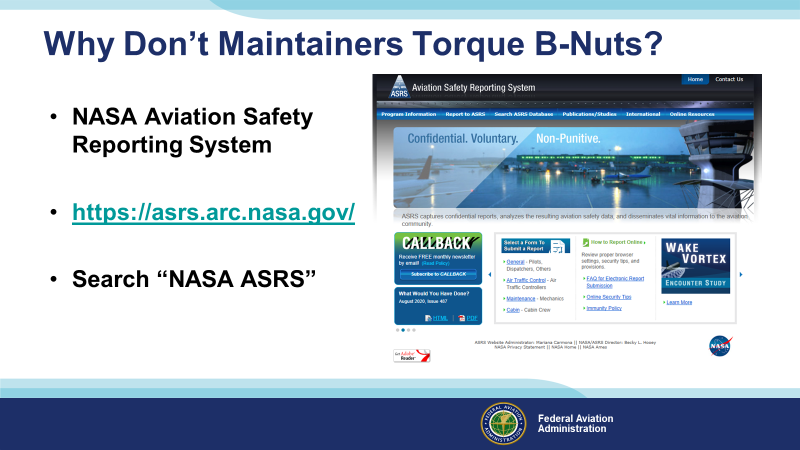 Why Don't Maintainers Torque B-Nuts?
• NASA Aviation Safety
Reporting System
• https://asrs.arc.nasa.gov/
• Search “NASA ASRS”
Home Contact Us
ASRS Aviation Safety Reporting System
Program Information Report to ASRS Search ASRS Database Publications/Studies International Online Resources
Confidential. Voluntary. Non-Punitive.
ASRS captures confidential reports, analyzes the resulting aviation safety data, and disseminates vital information to the aviation
community
CALLBACK
Receive FREE monthly newsletter
by email! (Read Policy)
Subscribe to CALLBACK
What Would You Have Done?
August 2020, Issue 487
HTML | PDF
Select a Form To
Submit a Report
General - Pilots,
Dispatchers, Others
Air Traffic Control - Air
Traffic Controllers
Maintenance - Mechanics
Cabin - Cabin Crew
How to Report Online
Review proper browser
settings, security tips, and
provisions.
FAQ for Electronic Report
Submission
Online Security Tips
Immunity Policy
WAKE
VORTEX
ENCOUNTER STUDY
Learn More
ASRS Website Administrator: Mariana Carmona || NASA/ASRS Director: Becky L. Hooey
NASA Privacy Statement || NASA Home || NASA Ames
Get Adobe
Reader
NASA
FEDERAL AVIATION
ADMINISTRATION
Federal Aviation
Administration